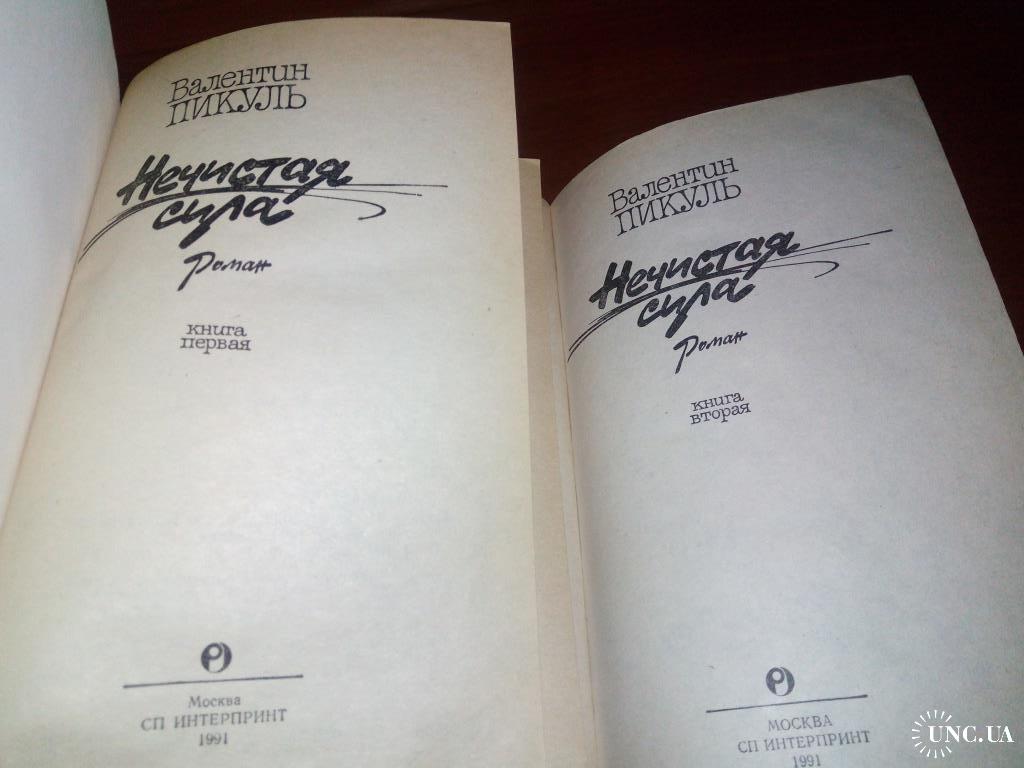 Валентин
ПИКУЛЬ
Нечистая
сила
Роман
книга
первая
Москва
СП ИНТЕРПРИНТ
1991
Валентин
ПИКУЛЬ
Нечистая
сила
Роман
книга
вторая
МОСКВА
СП ИНТЕРПРИНТ
1991
UNC.UA